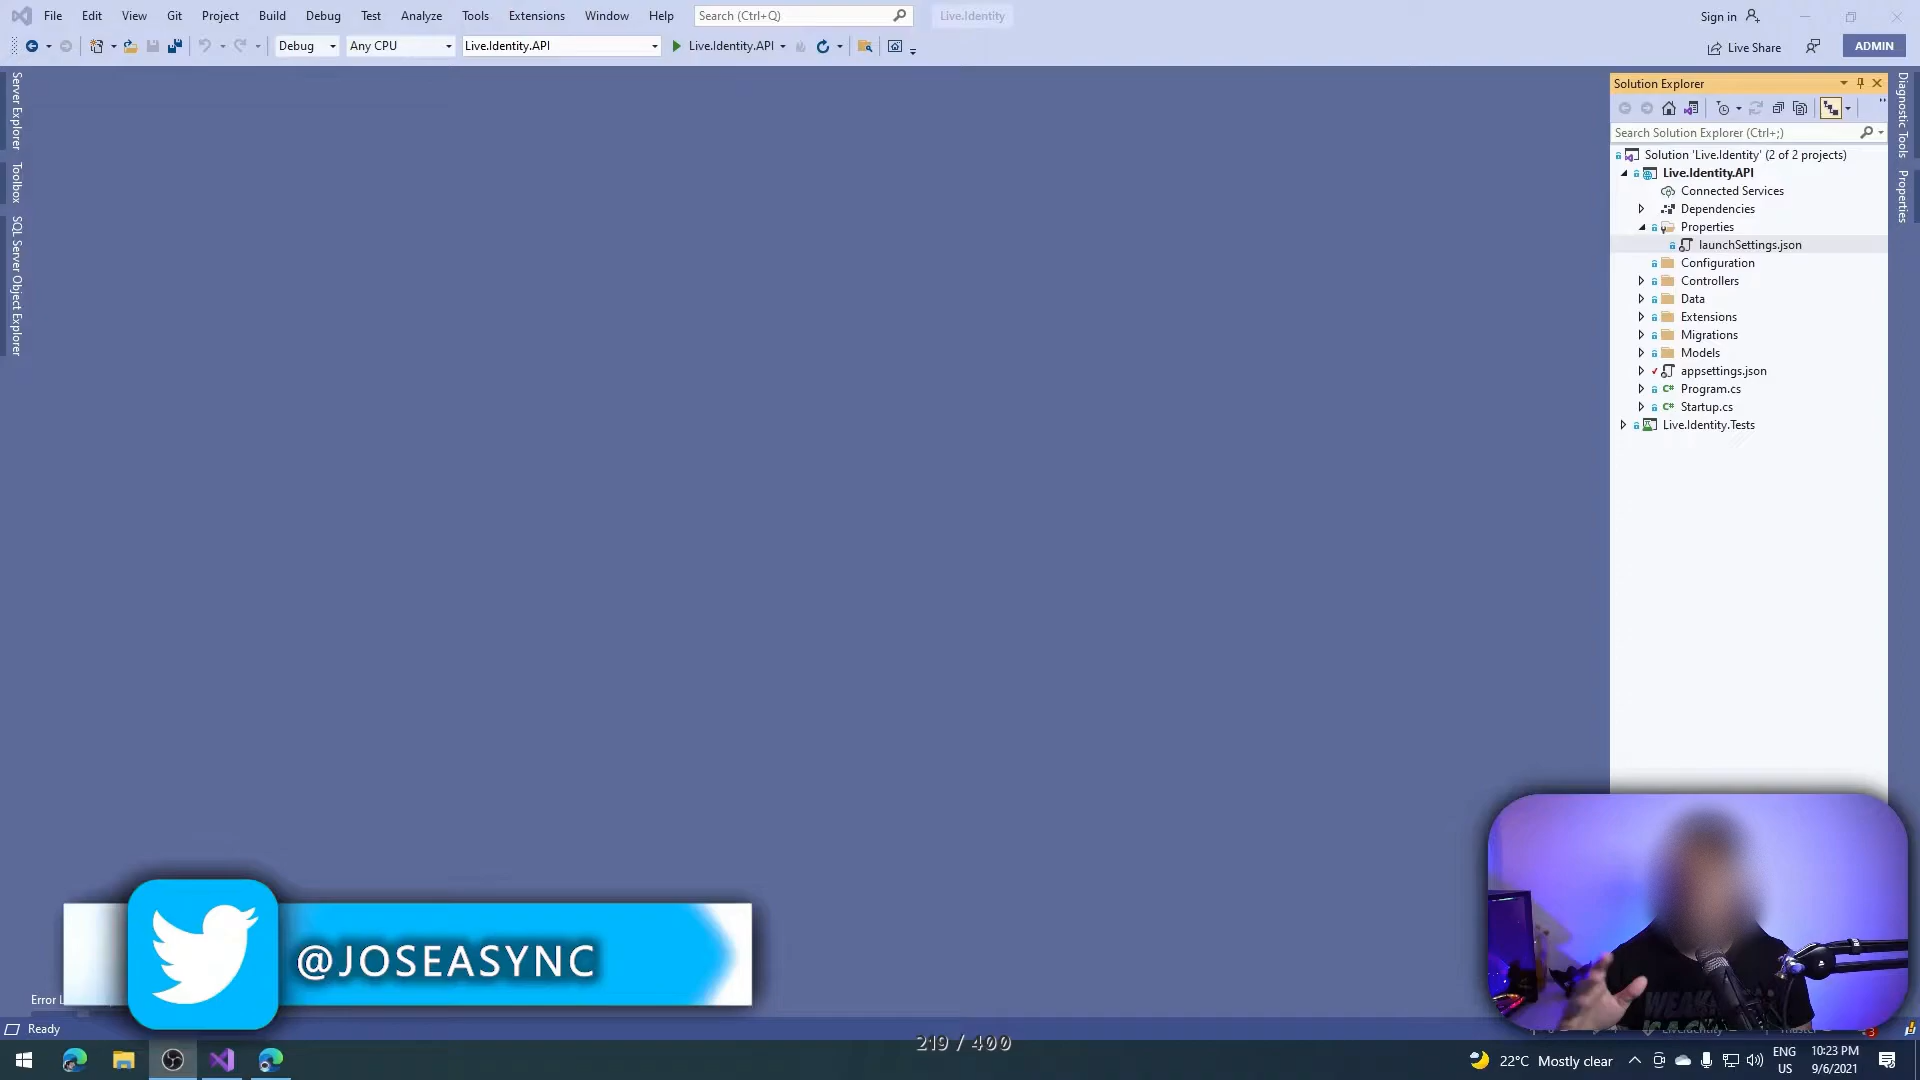 File Edit View Git Project Build Debug Test Analyze Tools Extensions Window Help Search (Ctrl+Q) Live.Identity Sign in
Debug Any CPU Live.Identity.API Live.Identity.API Live Share ADMIN
Server Explorer
Toolbox
SQL Server Object Explorer
Solution Explorer
Search Solution Explorer (Ctrl+;)
Solution 'Live.Identity' (2 of 2 projects)
Live.Identity.API
Connected Services
Dependencies
Properties
launchSettings.json
Configuration
Controllers
Data
Extensions
Migrations
Models
appsettings.json
C# Program.cs
C# Startup.cs
Live.Identity.Tests
Diagnostic Tools
Properties
@JOSEASYNC
Error
Ready
219 / 400
22°C Mostly clear
ENG
US
10:23 PM
9/6/2021